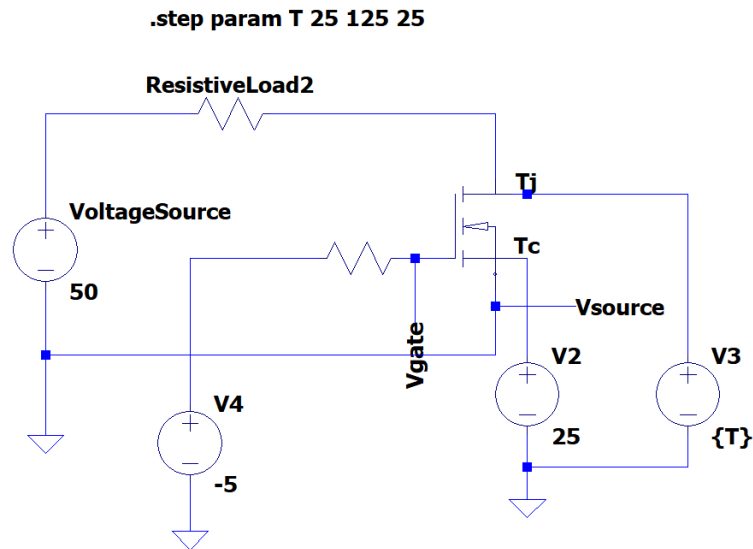 .step param T 25 125 25
ResistiveLoad2
VoltageSource
50
Tj
Tc
Vgate
Vsource
V4
-5
V2
25
V3
{T}